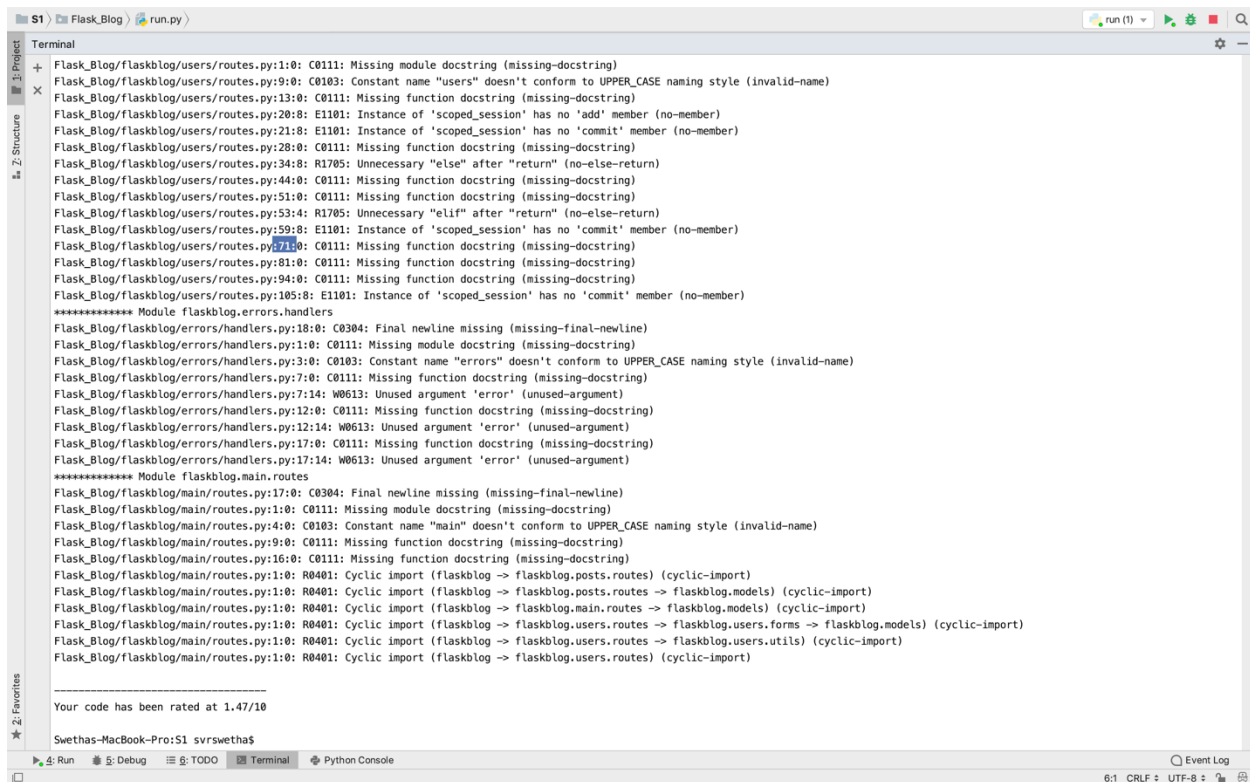 S1 Flask_Blog run.py run (1)
Terminal
1: Project
7: Structure
2: Favorites
Flask_Blog/flaskblog/users/routes.py:1:0: C0111: Missing module docstring (missing-docstring)
Flask_Blog/flaskblog/users/routes.py:9:0: C0103: Constant name "users" doesn't conform to UPPER_CASE naming style (invalid-name)
Flask_Blog/flaskblog/users/routes.py:13:0: C0111: Missing function docstring (missing-docstring)
Flask_Blog/flaskblog/users/routes.py:20:8: E1101: Instance of 'scoped_session' has no 'add' member (no-member)
Flask_Blog/flaskblog/users/routes.py:21:8: E1101: Instance of 'scoped_session' has no 'commit' member (no-member)
Flask_Blog/flaskblog/users/routes.py:28:0: C0111: Missing function docstring (missing-docstring)
Flask_Blog/flaskblog/users/routes.py:34:8: R1705: Unnecessary "else" after "return" (no-else-return)
Flask_Blog/flaskblog/users/routes.py:44:0: C0111: Missing function docstring (missing-docstring)
Flask_Blog/flaskblog/users/routes.py:51:0: C0111: Missing function docstring (missing-docstring)
Flask_Blog/flaskblog/users/routes.py:53:4: R1705: Unnecessary "elif" after "return" (no-else-return)
Flask_Blog/flaskblog/users/routes.py:59:8: E1101: Instance of 'scoped_session' has no 'commit' member (no-member)
Flask_Blog/flaskblog/users/routes.py:71:0: C0111: Missing function docstring (missing-docstring)
Flask_Blog/flaskblog/users/routes.py:81:0: C0111: Missing function docstring (missing-docstring)
Flask_Blog/flaskblog/users/routes.py:94:0: C0111: Missing function docstring (missing-docstring)
Flask_Blog/flaskblog/users/routes.py:105:8: E1101: Instance of 'scoped_session' has no 'commit' member (no-member)
************* Module flaskblog.errors.handlers
Flask_Blog/flaskblog/errors/handlers.py:18:0: C0304: Final newline missing (missing-final-newline)
Flask_Blog/flaskblog/errors/handlers.py:1:0: C0111: Missing module docstring (missing-docstring)
Flask_Blog/flaskblog/errors/handlers.py:3:0: C0103: Constant name "errors" doesn't conform to UPPER_CASE naming style (invalid-name)
Flask_Blog/flaskblog/errors/handlers.py:7:0: C0111: Missing function docstring (missing-docstring)
Flask_Blog/flaskblog/errors/handlers.py:7:14: W0613: Unused argument 'error' (unused-argument)
Flask_Blog/flaskblog/errors/handlers.py:12:0: C0111: Missing function docstring (missing-docstring)
Flask_Blog/flaskblog/errors/handlers.py:12:14: W0613: Unused argument 'error' (unused-argument)
Flask_Blog/flaskblog/errors/handlers.py:17:0: C0111: Missing function docstring (missing-docstring)
Flask_Blog/flaskblog/errors/handlers.py:17:14: W0613: Unused argument 'error' (unused-argument)
************* Module flaskblog.main.routes
Flask_Blog/flaskblog/main/routes.py:17:0: C0304: Final newline missing (missing-final-newline)
Flask_Blog/flaskblog/main/routes.py:1:0: C0111: Missing module docstring (missing-docstring)
Flask_Blog/flaskblog/main/routes.py:4:0: C0103: Constant name "main" doesn't conform to UPPER_CASE naming style (invalid-name)
Flask_Blog/flaskblog/main/routes.py:9:0: C0111: Missing function docstring (missing-docstring)
Flask_Blog/flaskblog/main/routes.py:16:0: C0111: Missing function docstring (missing-docstring)
Flask_Blog/flaskblog/main/routes.py:1:0: R0401: Cyclic import (flaskblog -> flaskblog.posts.routes) (cyclic-import)
Flask_Blog/flaskblog/main/routes.py:1:0: R0401: Cyclic import (flaskblog -> flaskblog.posts.routes -> flaskblog.models) (cyclic-import)
Flask_Blog/flaskblog/main/routes.py:1:0: R0401: Cyclic import (flaskblog -> flaskblog.main.routes -> flaskblog.models) (cyclic-import)
Flask_Blog/flaskblog/main/routes.py:1:0: R0401: Cyclic import (flaskblog -> flaskblog.users.routes -> flaskblog.users.forms -> flaskblog.models) (cyclic-import)
Flask_Blog/flaskblog/main/routes.py:1:0: R0401: Cyclic import (flaskblog -> flaskblog.users.routes -> flaskblog.users.utils) (cyclic-import)
Flask_Blog/flaskblog/main/routes.py:1:0: R0401: Cyclic import (flaskblog -> flaskblog.users.routes) (cyclic-import)
-----------------------------------
Your code has been rated at 1.47/10
Swethas-MacBook-Pro:S1 svrswetha$
4: Run 5: Debug 6: TODO Terminal Python Console Event Log
6:1 CRLF UTF-8